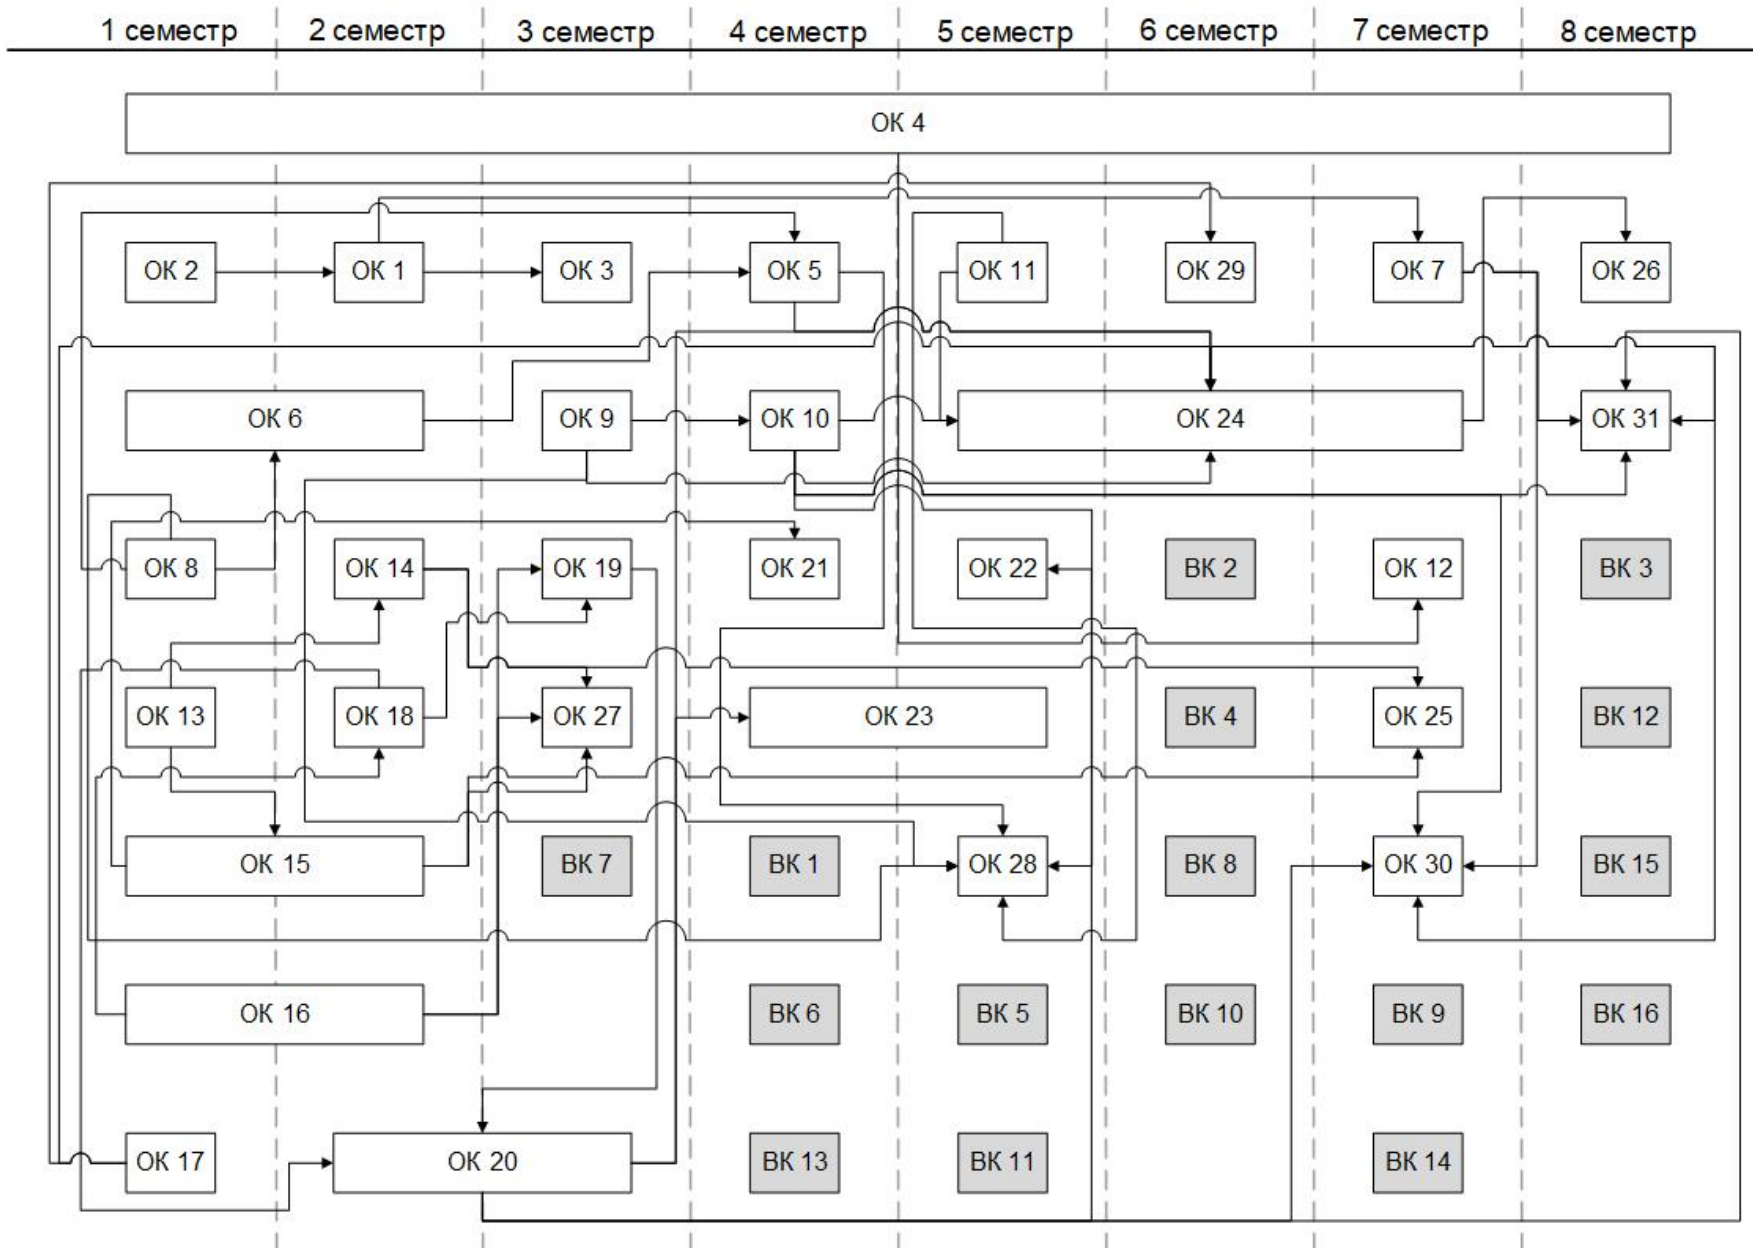 1 семестр 2 семестр 3 семестр 4 семестр 5 семестр 6 семестр 7 семестр 8 семестр
ОК 4
ОК 2 ОК 1 ОК 3 ОК 5 ОК 11 ОК 29 ОК 7 ОК 26
ОК 6 ОК 9 ОК 10 ОК 24 ОК 31
ОК 8 ОК 14 ОК 19 ОК 21 ОК 22 ВК 2 ОК 12 ВК 3
ОК 13 ОК 18 ОК 27 ОК 23 ВК 4 ОК 25 ВК 12
ОК 15 ВК 7 ВК 1 ОК 28 ВК 8 ОК 30 ВК 15
ОК 16 ВК 6 ВК 5 ВК 10 ВК 9 ВК 16
ОК 17 ОК 20 ВК 13 ВК 11 ВК 14